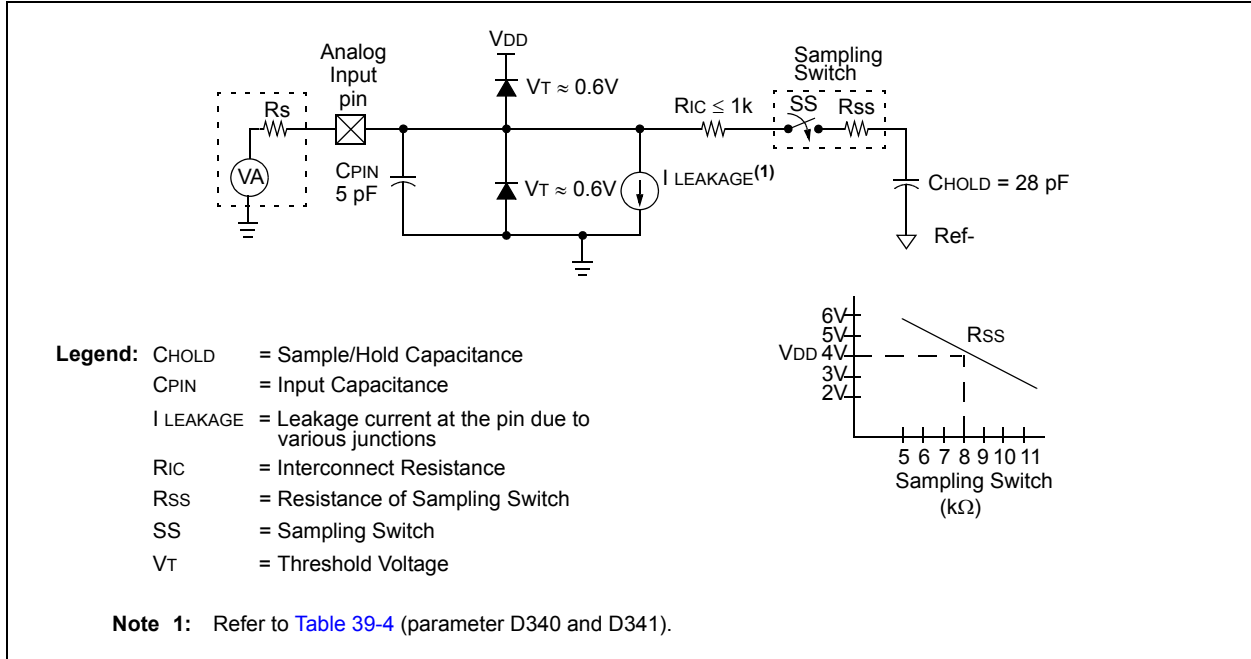 VDD
Analog
Input
pin
Sampling
Switch
VT ≈ 0.6V
RIC ≤ 1k
SS
Rss
Rs
VA
CPIN
5 pF
VT ≈ 0.6V
I LEAKAGE(1)
CHOLD = 28 pF
Ref-
6V
5V
VDD 4V
3V
2V
RSS
5 6 7 8 9 10 11
Sampling Switch
(kΩ)
Legend: CHOLD = Sample/Hold Capacitance
CPIN = Input Capacitance
I LEAKAGE = Leakage current at the pin due to
various junctions
RIC = Interconnect Resistance
RSS = Resistance of Sampling Switch
SS = Sampling Switch
VT = Threshold Voltage
Note 1: Refer to Table 39-4 (parameter D340 and D341).